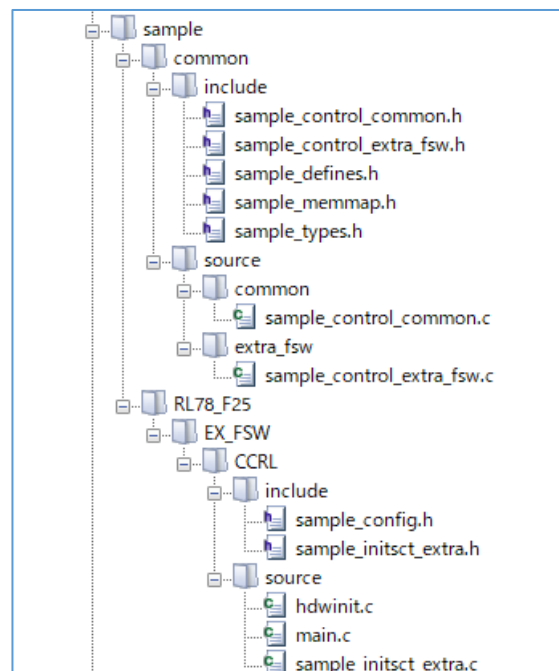 sample
common
include
sample_control_common.h
sample_control_extra_fsw.h
sample_defines.h
sample_memmap.h
sample_types.h
source
common
sample_control_common.c
extra_fsw
sample_control_extra_fsw.c
RL78_F25
EX_FSW
CCRL
include
sample_config.h
sample_initsct_extra.h
source
hdwinit.c
main.c
sample_initsct_extra.c